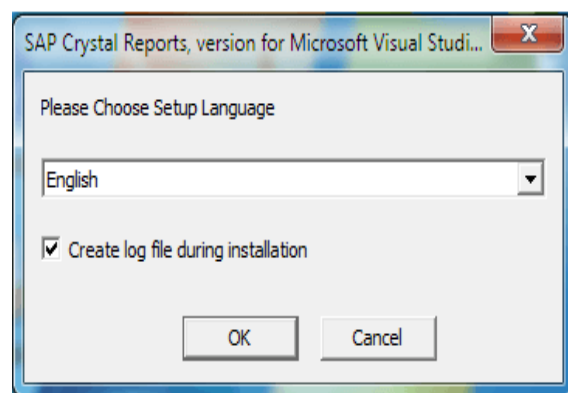 SAP Crystal Reports, version for Microsoft Visual Studi...
Please Choose Setup Language
English
Create log file during installation
OK
Cancel